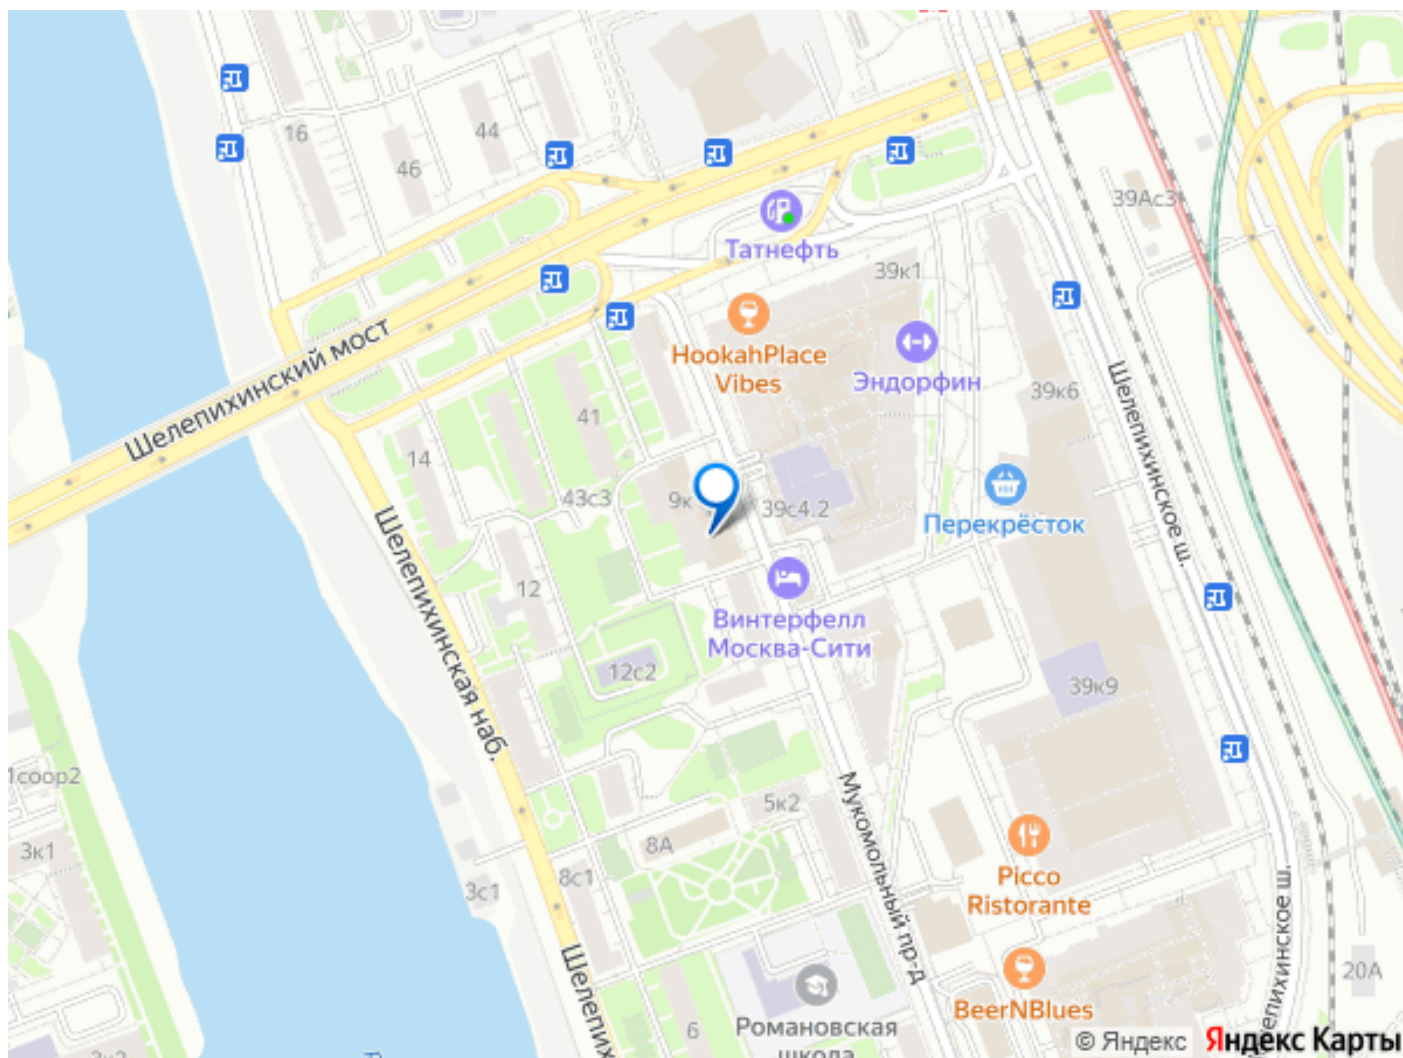 16
44
46
39Ас3
Татнефть
39к1
Шелепихинский мост
HookahPlace
Vibes
Эндорфин
39к6
41
14
Шелепихинское ш.
43с3
9к
39с4.2
Перекрёсток
Шелепихинская наб.
12
Винтерфелл
Москва-Сити
12с2
39к9
1соор2
5к2
Мукомольный пр-д
8А
3к1
3с1
8с1
Picco
Ristorante
BeerNBlues
20А
6
Романовская
школа
© Яндекс
Яндекс Карты